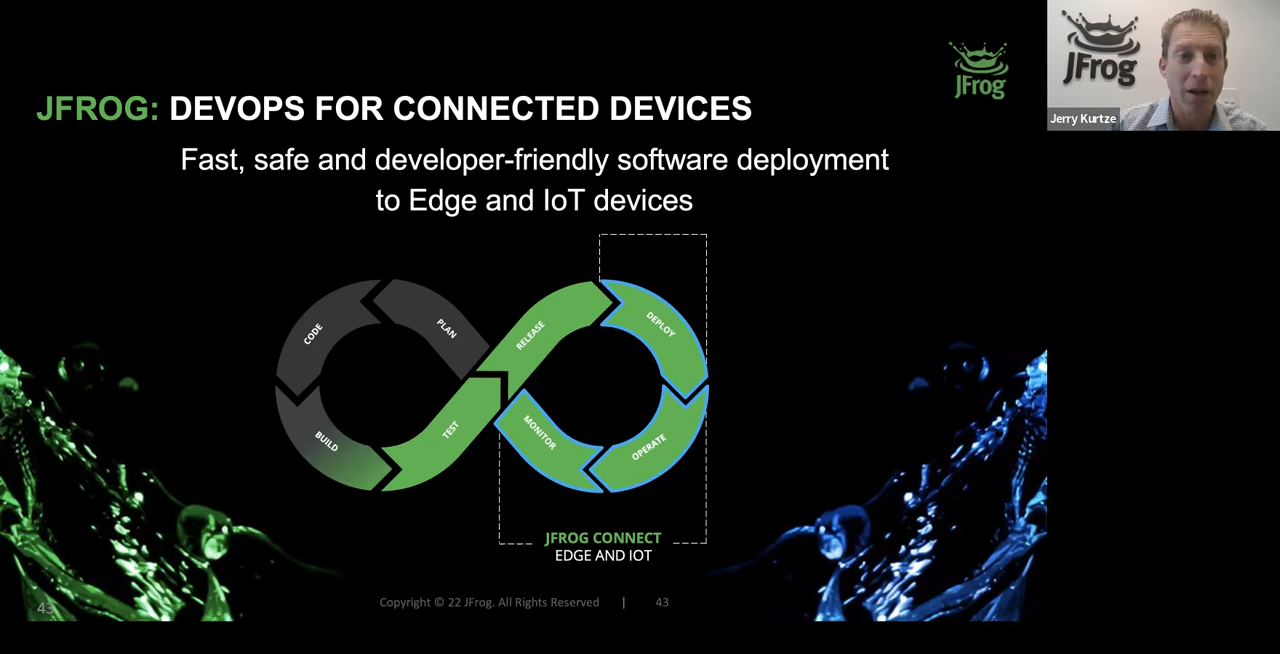 JFrog
JFrog
Jerry Kurtze
JFROG: DEVOPS FOR CONNECTED DEVICES
Fast, safe and developer-friendly software deployment
to Edge and IoT devices
CODE
PLAN
RELEASE
DEPLOY
BUILD
TEST
MONITOR
OPERATE
JFROG CONNECT
EDGE AND IOT
Copyright © 22 JFrog. All Rights Reserved | 43
43